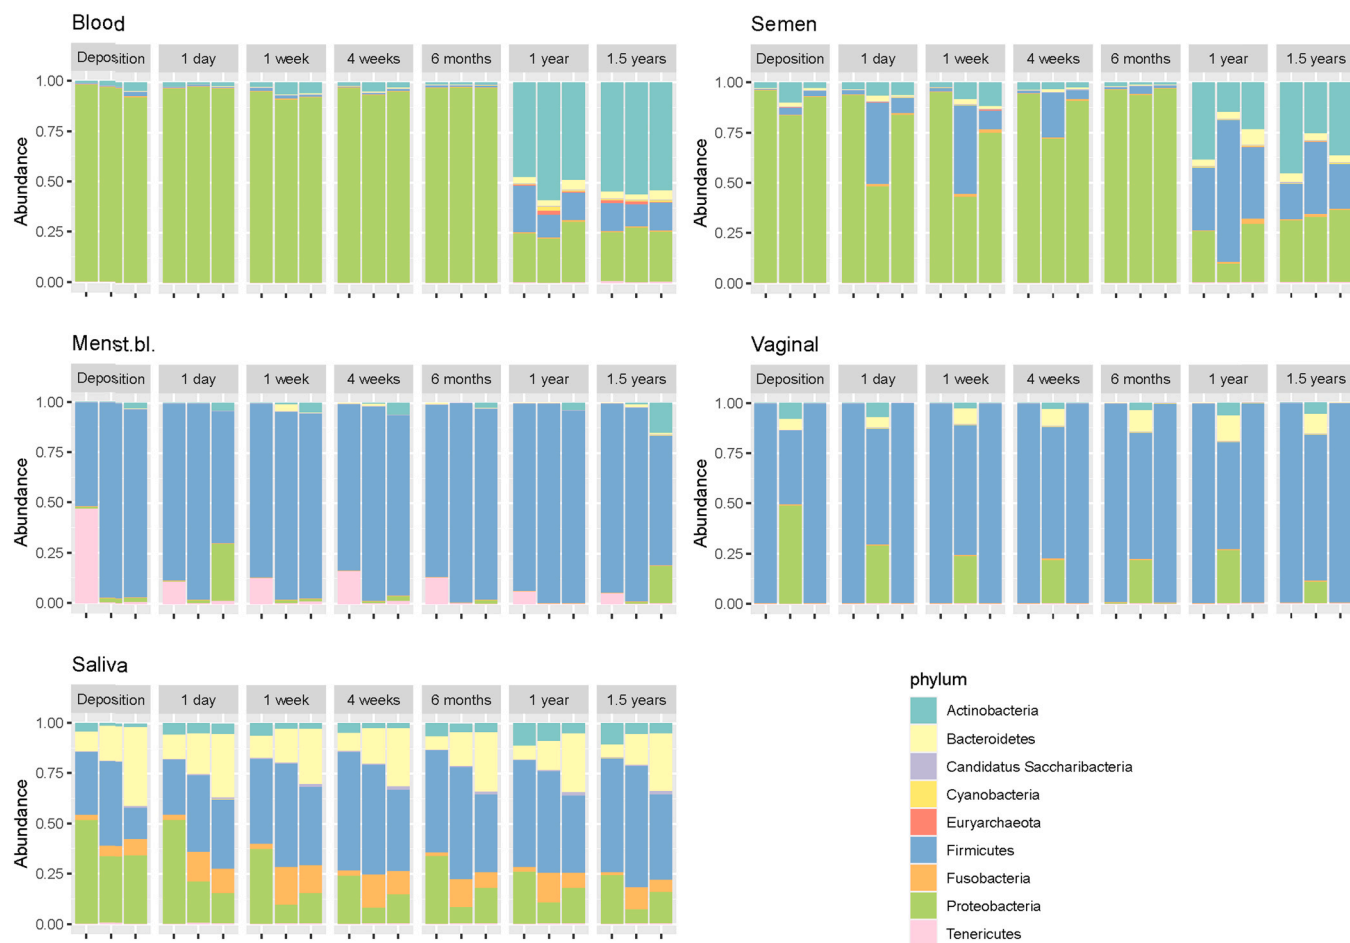 Blood
Deposition 1 day 1 week 4 weeks 6 months 1 year 1.5 years
1.00
0.75
0.50
0.25
0.00
Abundance
Semen
Deposition 1 day 1 week 4 weeks 6 months 1 year 1.5 years
1.00
0.75
0.50
0.25
0.00
Abundance
Menst.bl.
Deposition 1 day 1 week 4 weeks 6 months 1 year 1.5 years
1.00
0.75
0.50
0.25
0.00
Abundance
Vaginal
Deposition 1 day 1 week 4 weeks 6 months 1 year 1.5 years
1.00
0.75
0.50
0.25
0.00
Abundance
Saliva
Deposition 1 day 1 week 4 weeks 6 months 1 year 1.5 years
1.00
0.75
0.50
0.25
0.00
Abundance
phylum
Actinobacteria
Bacteroidetes
Candidatus Saccharibacteria
Cyanobacteria
Euryarchaeota
Firmicutes
Fusobacteria
Proteobacteria
Tenericutes